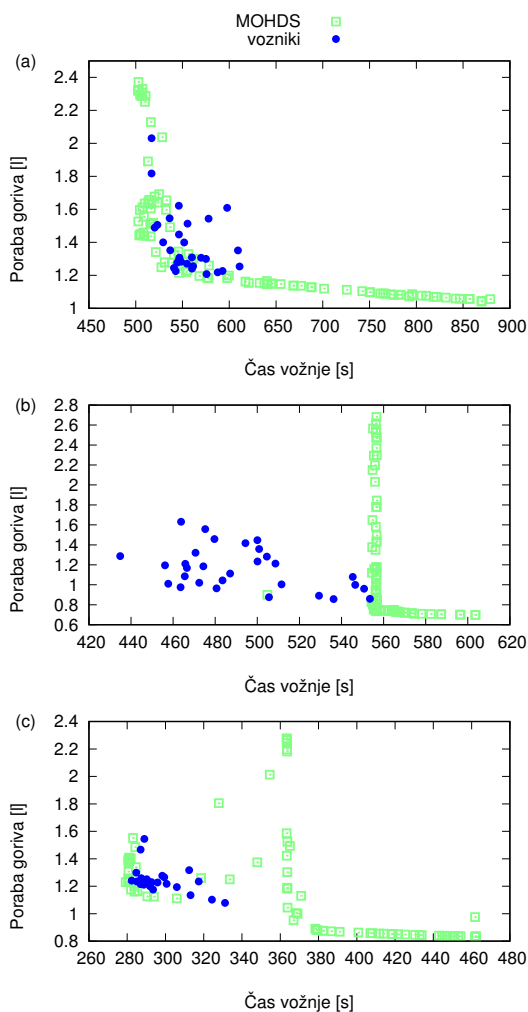 MOHDS
vozniki
(a)
Poraba goriva [l]
2.4
2.2
2
1.8
1.6
1.4
1.2
1
450 500 550 600 650 700 750 800 850 900
Čas vožnje [s]
(b)
Poraba goriva [l]
2.8
2.6
2.4
2.2
2
1.8
1.6
1.4
1.2
1
0.8
0.6
420 440 460 480 500 520 540 560 580 600 620
Čas vožnje [s]
(c)
Poraba goriva [l]
2.4
2.2
2
1.8
1.6
1.4
1.2
1
0.8
260 280 300 320 340 360 380 400 420 440 460 480
Čas vožnje [s]